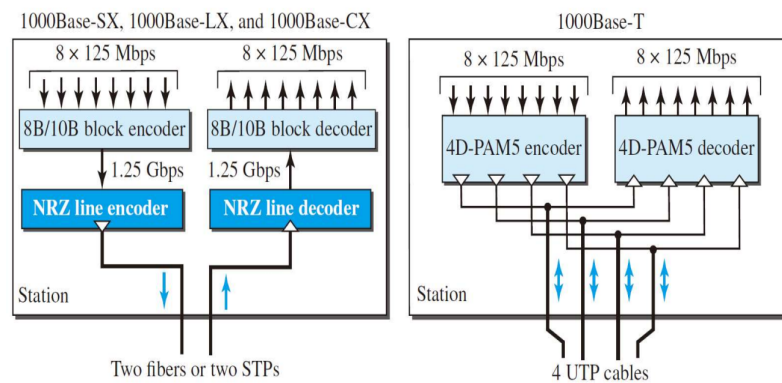 1000Base-SX, 1000Base-LX, and 1000Base-CX
8 × 125 Mbps
8 × 125 Mbps
8B/10B block encoder
8B/10B block decoder
1.25 Gbps
1.25 Gbps
NRZ line encoder
NRZ line decoder
Station
Two fibers or two STPs
1000Base-T
8 × 125 Mbps
8 × 125 Mbps
4D-PAM5 encoder
4D-PAM5 decoder
Station
4 UTP cables